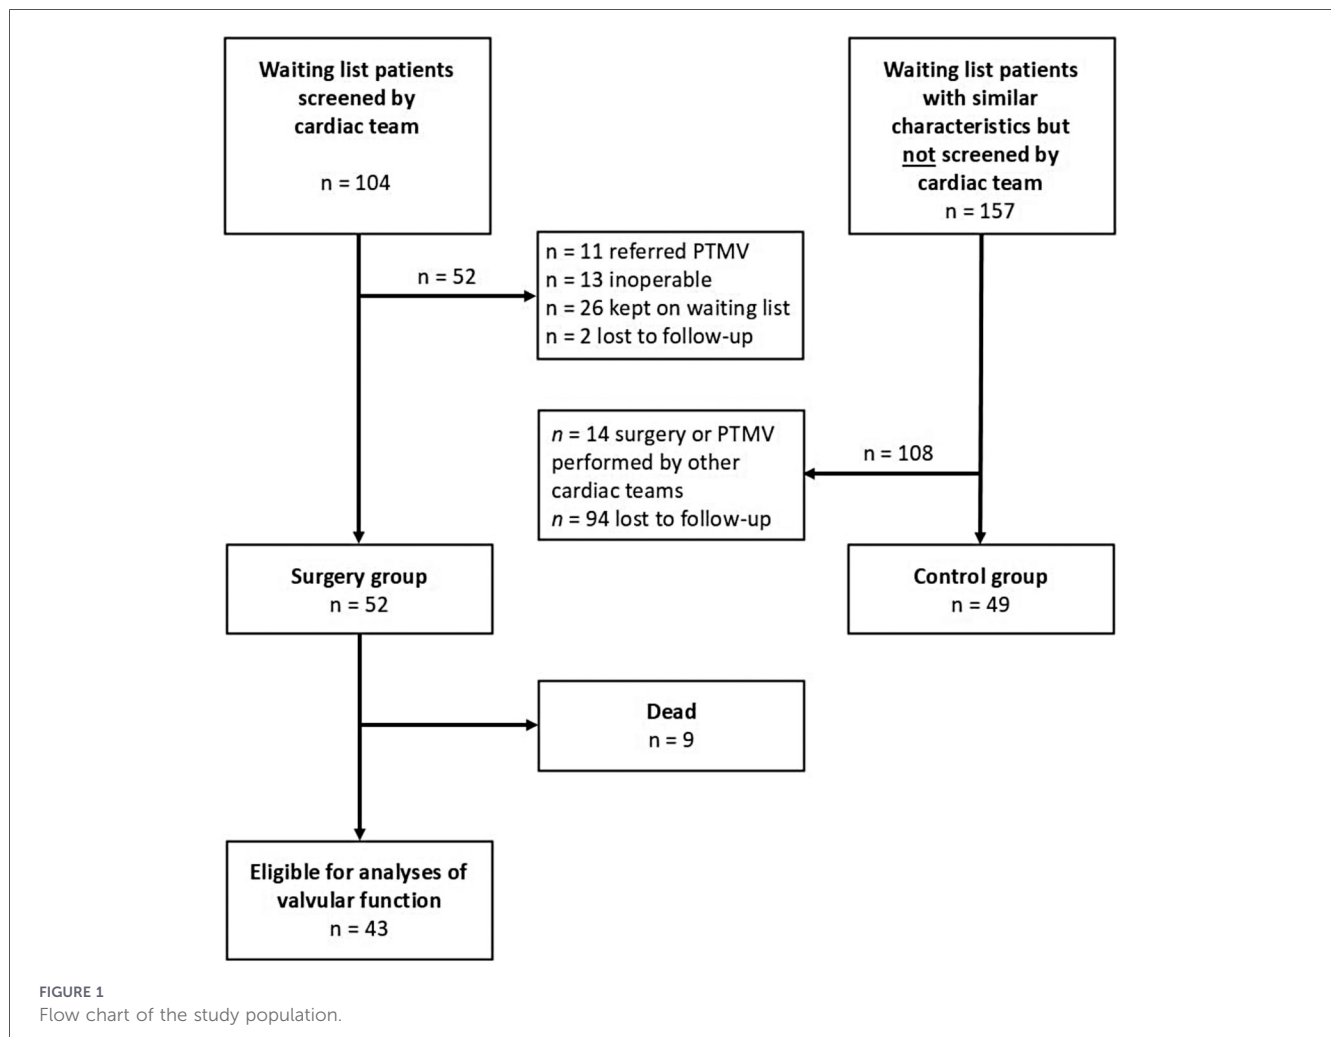 Waiting list patients
screened by
cardiac team
n = 104
Waiting list patients
with similar
characteristics but
not screened by
cardiac team
n = 157
n = 52
n = 11 referred PTMV
n = 13 inoperable
n = 26 kept on waiting list
n = 2 lost to follow-up
n = 14 surgery or PTMV
performed by other
cardiac teams
n = 94 lost to follow-up
n = 108
Surgery group
n = 52
Control group
n = 49
Dead
n = 9
Eligible for analyses of
valvular function
n = 43
FIGURE 1
Flow chart of the study population.